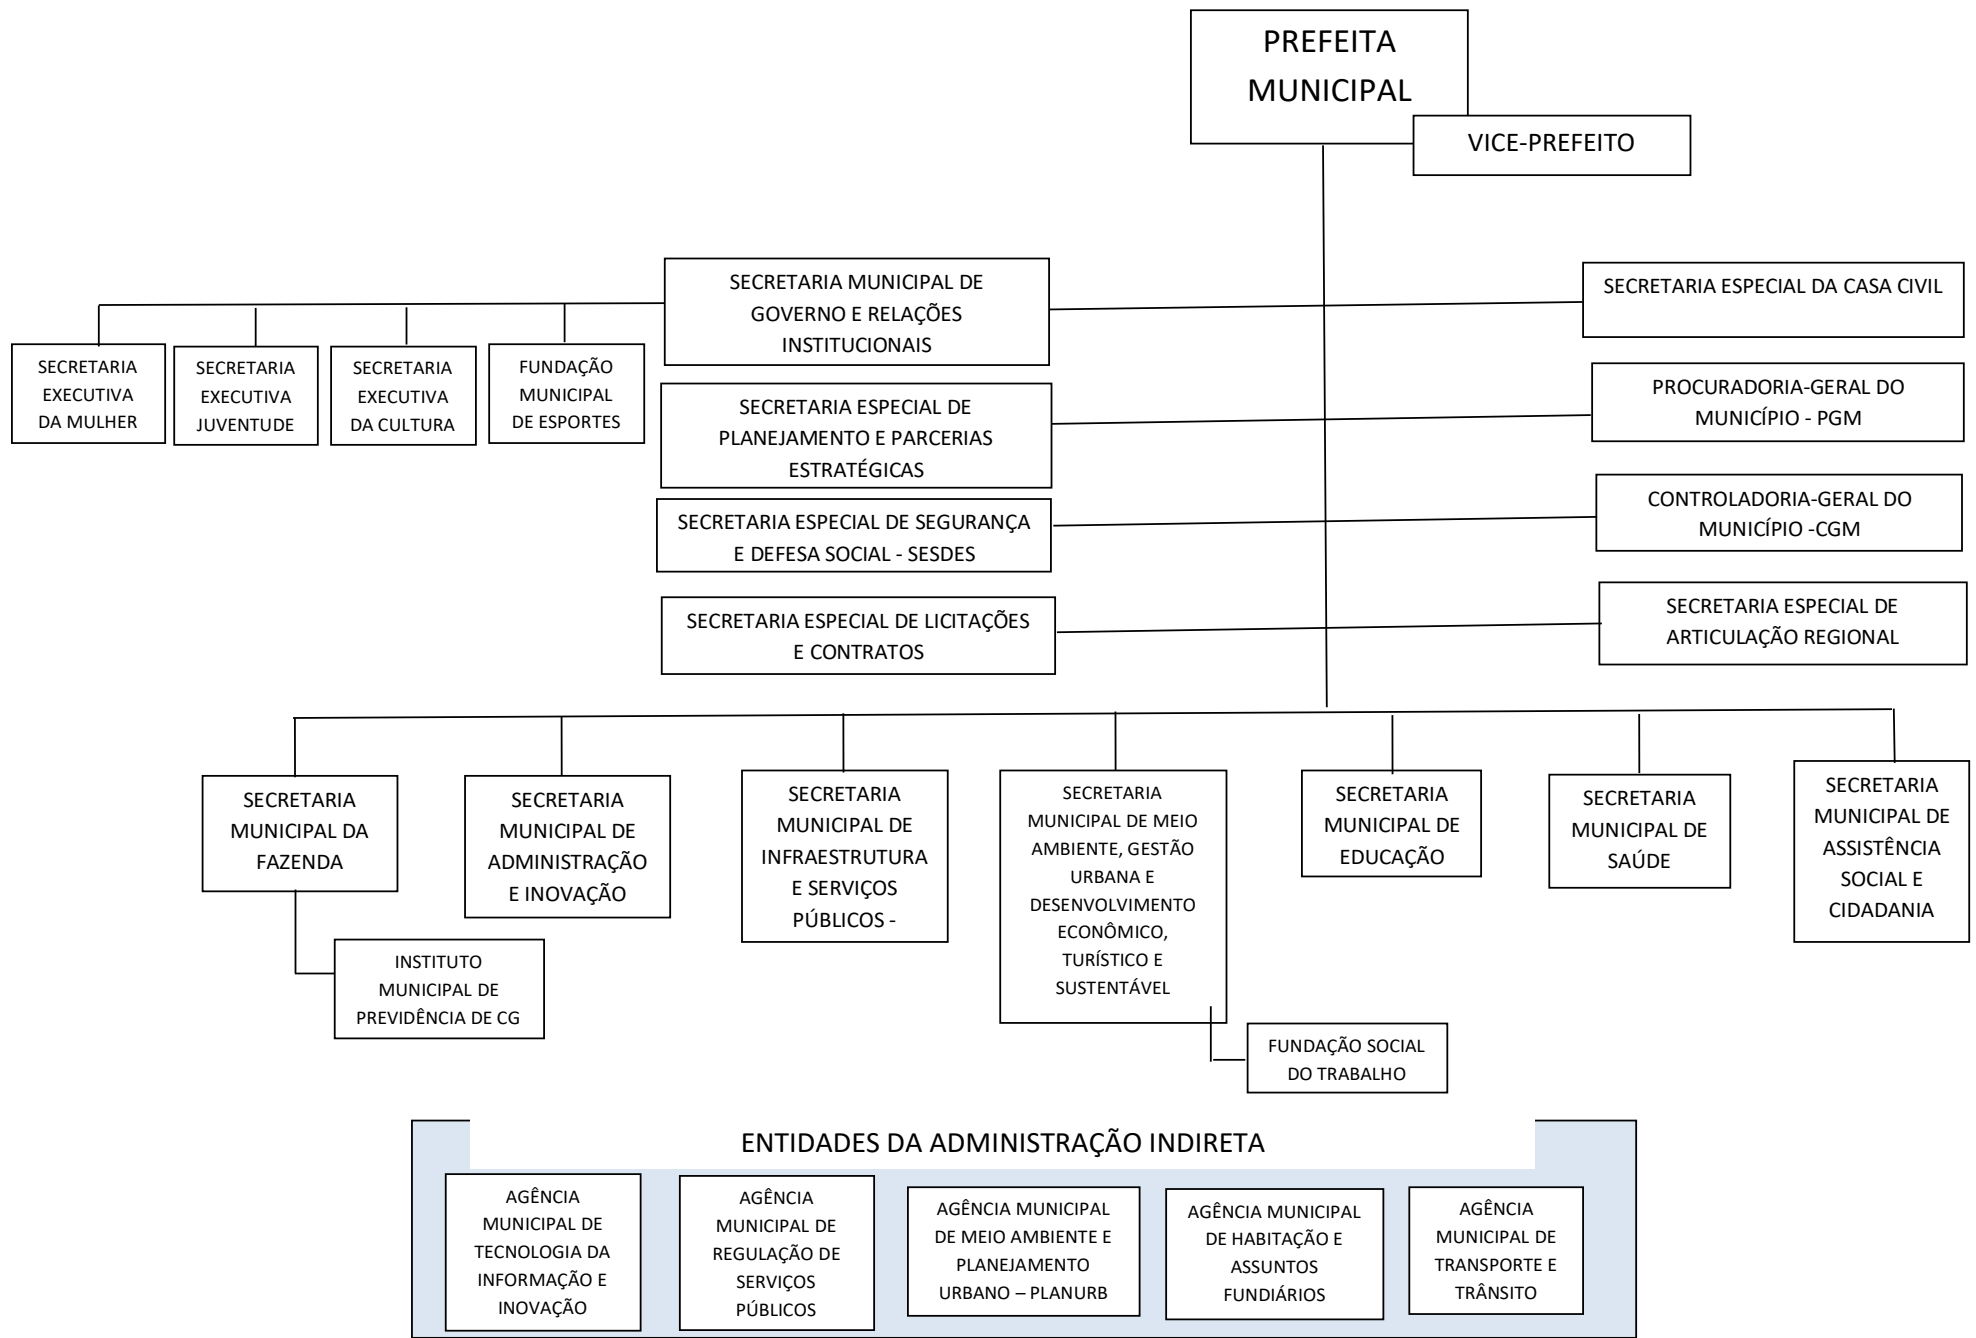 PREFEITA
MUNICIPAL
VICE-PREFEITO
SECRETARIA MUNICIPAL DE
GOVERNO E RELAÇÕES
INSTITUCIONAIS
SECRETARIA ESPECIAL DA CASA CIVIL
SECRETARIA
EXECUTIVA
DA MULHER
SECRETARIA
EXECUTIVA
JUVENTUDE
SECRETARIA
EXECUTIVA
DA CULTURA
FUNDAÇÃO
MUNICIPAL
DE ESPORTES
SECRETARIA ESPECIAL DE
PLANEJAMENTO E PARCERIAS
ESTRATÉGICAS
PROCURADORIA-GERAL DO
MUNICÍPIO - PGM
SECRETARIA ESPECIAL DE SEGURANÇA
E DEFESA SOCIAL - SESDES
CONTROLADORIA-GERAL DO
MUNICÍPIO -CGM
SECRETARIA ESPECIAL DE LICITAÇÕES
E CONTRATOS
SECRETARIA ESPECIAL DE
ARTICULAÇÃO REGIONAL
SECRETARIA
MUNICIPAL DA
FAZENDA
SECRETARIA
MUNICIPAL DE
ADMINISTRAÇÃO
E INOVAÇÃO
SECRETARIA
MUNICIPAL DE
INFRAESTRUTURA
E SERVIÇOS
PÚBLICOS -
SECRETARIA
MUNICIPAL DE MEIO
AMBIENTE, GESTÃO
URBANA E
DESENVOLVIMENTO
ECONÔMICO,
TURÍSTICO E
SUSTENTÁVEL
SECRETARIA
MUNICIPAL DE
EDUCAÇÃO
SECRETARIA
MUNICIPAL DE
SAÚDE
SECRETARIA
MUNICIPAL DE
ASSISTÊNCIA
SOCIAL E
CIDADANIA
INSTITUTO
MUNICIPAL DE
PREVIDÊNCIA DE CG
FUNDAÇÃO SOCIAL
DO TRABALHO
ENTIDADES DA ADMINISTRAÇÃO INDIRETA
AGÊNCIA
MUNICIPAL DE
TECNOLOGIA DA
INFORMAÇÃO E
INOVAÇÃO
AGÊNCIA
MUNICIPAL DE
REGULAÇÃO DE
SERVIÇOS
PÚBLICOS
AGÊNCIA MUNICIPAL
DE MEIO AMBIENTE E
PLANEJAMENTO
URBANO – PLANURB
AGÊNCIA MUNICIPAL
DE HABITAÇÃO E
ASSUNTOS
FUNDIÁRIOS
AGÊNCIA
MUNICIPAL DE
TRANSPORTE E
TRÂNSITO